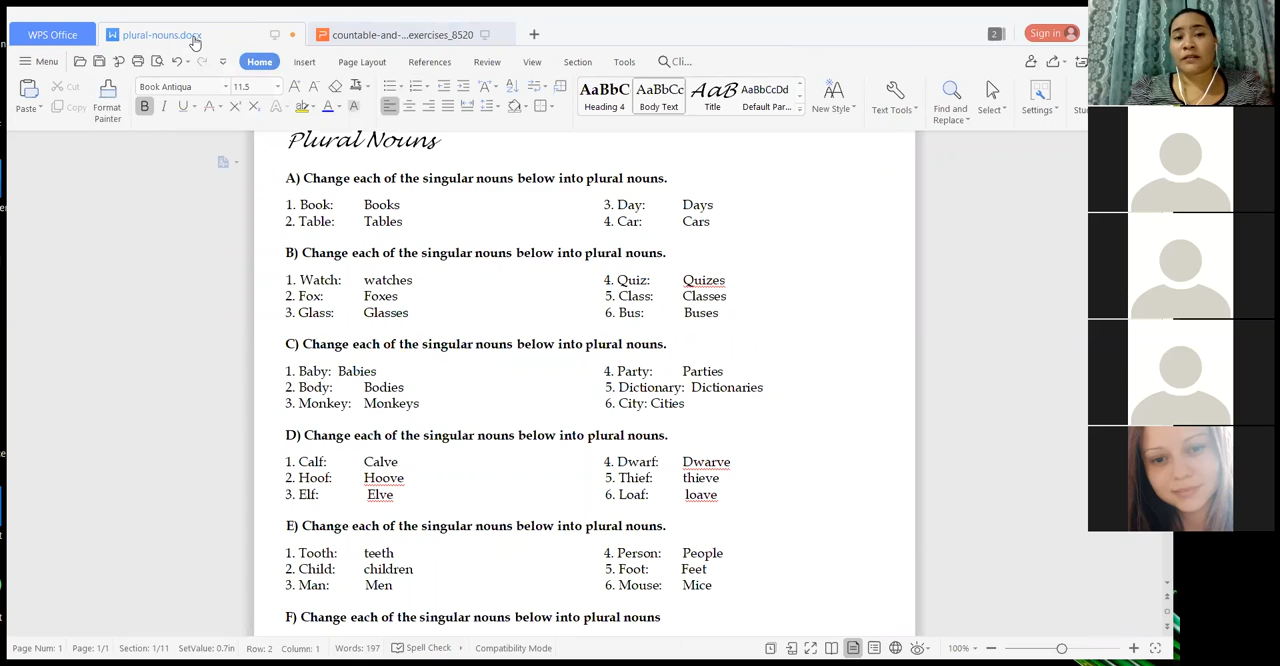 WPS Office
plural-nouns.docx
countable-and-...exercises_8520
2
Sign in
Menu
Home
Insert
Page Layout
References
Review
View
Section
Tools
Cli...
Paste
Cut
Copy
Format Painter
Book Antiqua
11.5
AaBbC
AaBbCc
AaBB
AaBbCcDd
Heading 4
Body Text
Title
Default Par...
New Style
Text Tools
Find and Replace
Select
Settings
Plural Nouns
A) Change each of the singular nouns below into plural nouns.
1. Book: Books 3. Day: Days
2. Table: Tables 4. Car: Cars
B) Change each of the singular nouns below into plural nouns.
1. Watch: watches 4. Quiz: Quizes
2. Fox: Foxes 5. Class: Classes
3. Glass: Glasses 6. Bus: Buses
C) Change each of the singular nouns below into plural nouns.
1. Baby: Babies 4. Party: Parties
2. Body: Bodies 5. Dictionary: Dictionaries
3. Monkey: Monkeys 6. City: Cities
D) Change each of the singular nouns below into plural nouns.
1. Calf: Calve 4. Dwarf: Dwarve
2. Hoof: Hoove 5. Thief: thieve
3. Elf: Elve 6. Loaf: loave
E) Change each of the singular nouns below into plural nouns.
1. Tooth: teeth 4. Person: People
2. Child: children 5. Foot: Feet
3. Man: Men 6. Mouse: Mice
F) Change each of the singular nouns below into plural nouns
Page Num: 1 Page: 1/1 Section: 1/11 SetValue: 0.7in Row: 2 Column: 1 Words: 197 Spell Check Compatibility Mode 100%